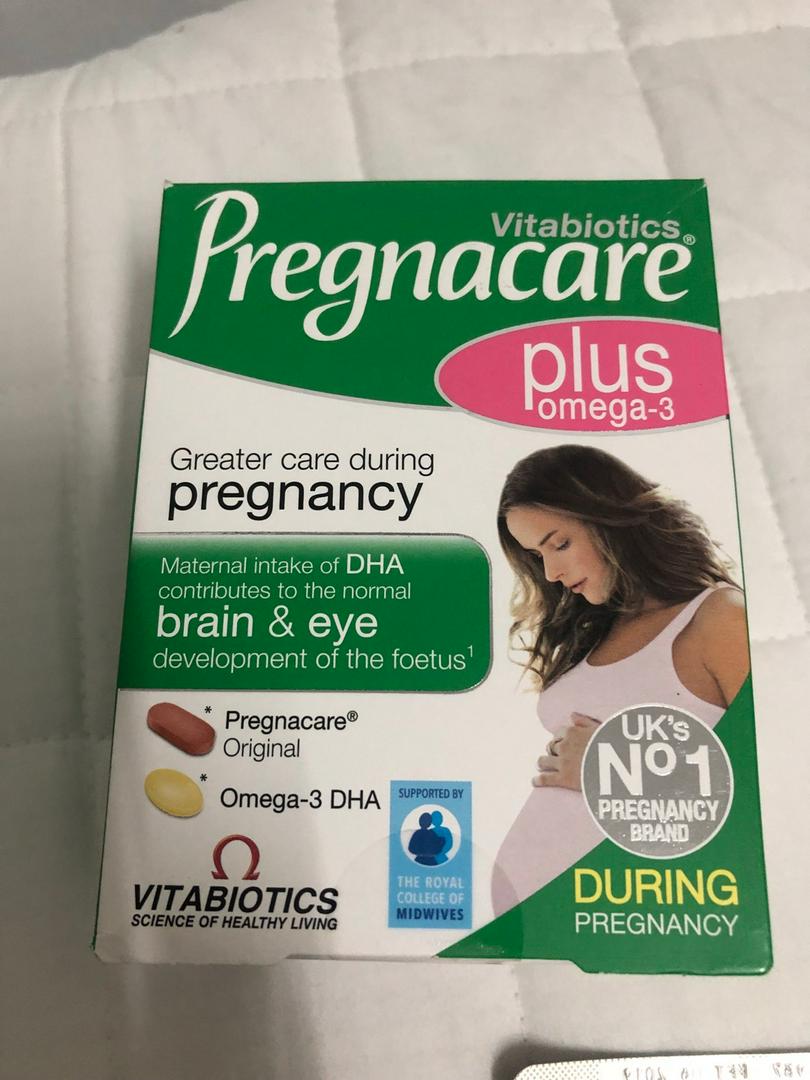 Vitabiotics
Pregnacare®
plus
omega-3
Greater care during
pregnancy
Maternal intake of DHA
contributes to the normal
brain & eye
development of the foetus¹
* Pregnacare®
Original
* Omega-3 DHA
SUPPORTED BY
THE ROYAL
COLLEGE OF
MIDWIVES
VITABIOTICS
SCIENCE OF HEALTHY LIVING
UK's
Nº1
PREGNANCY
BRAND
DURING
PREGNANCY